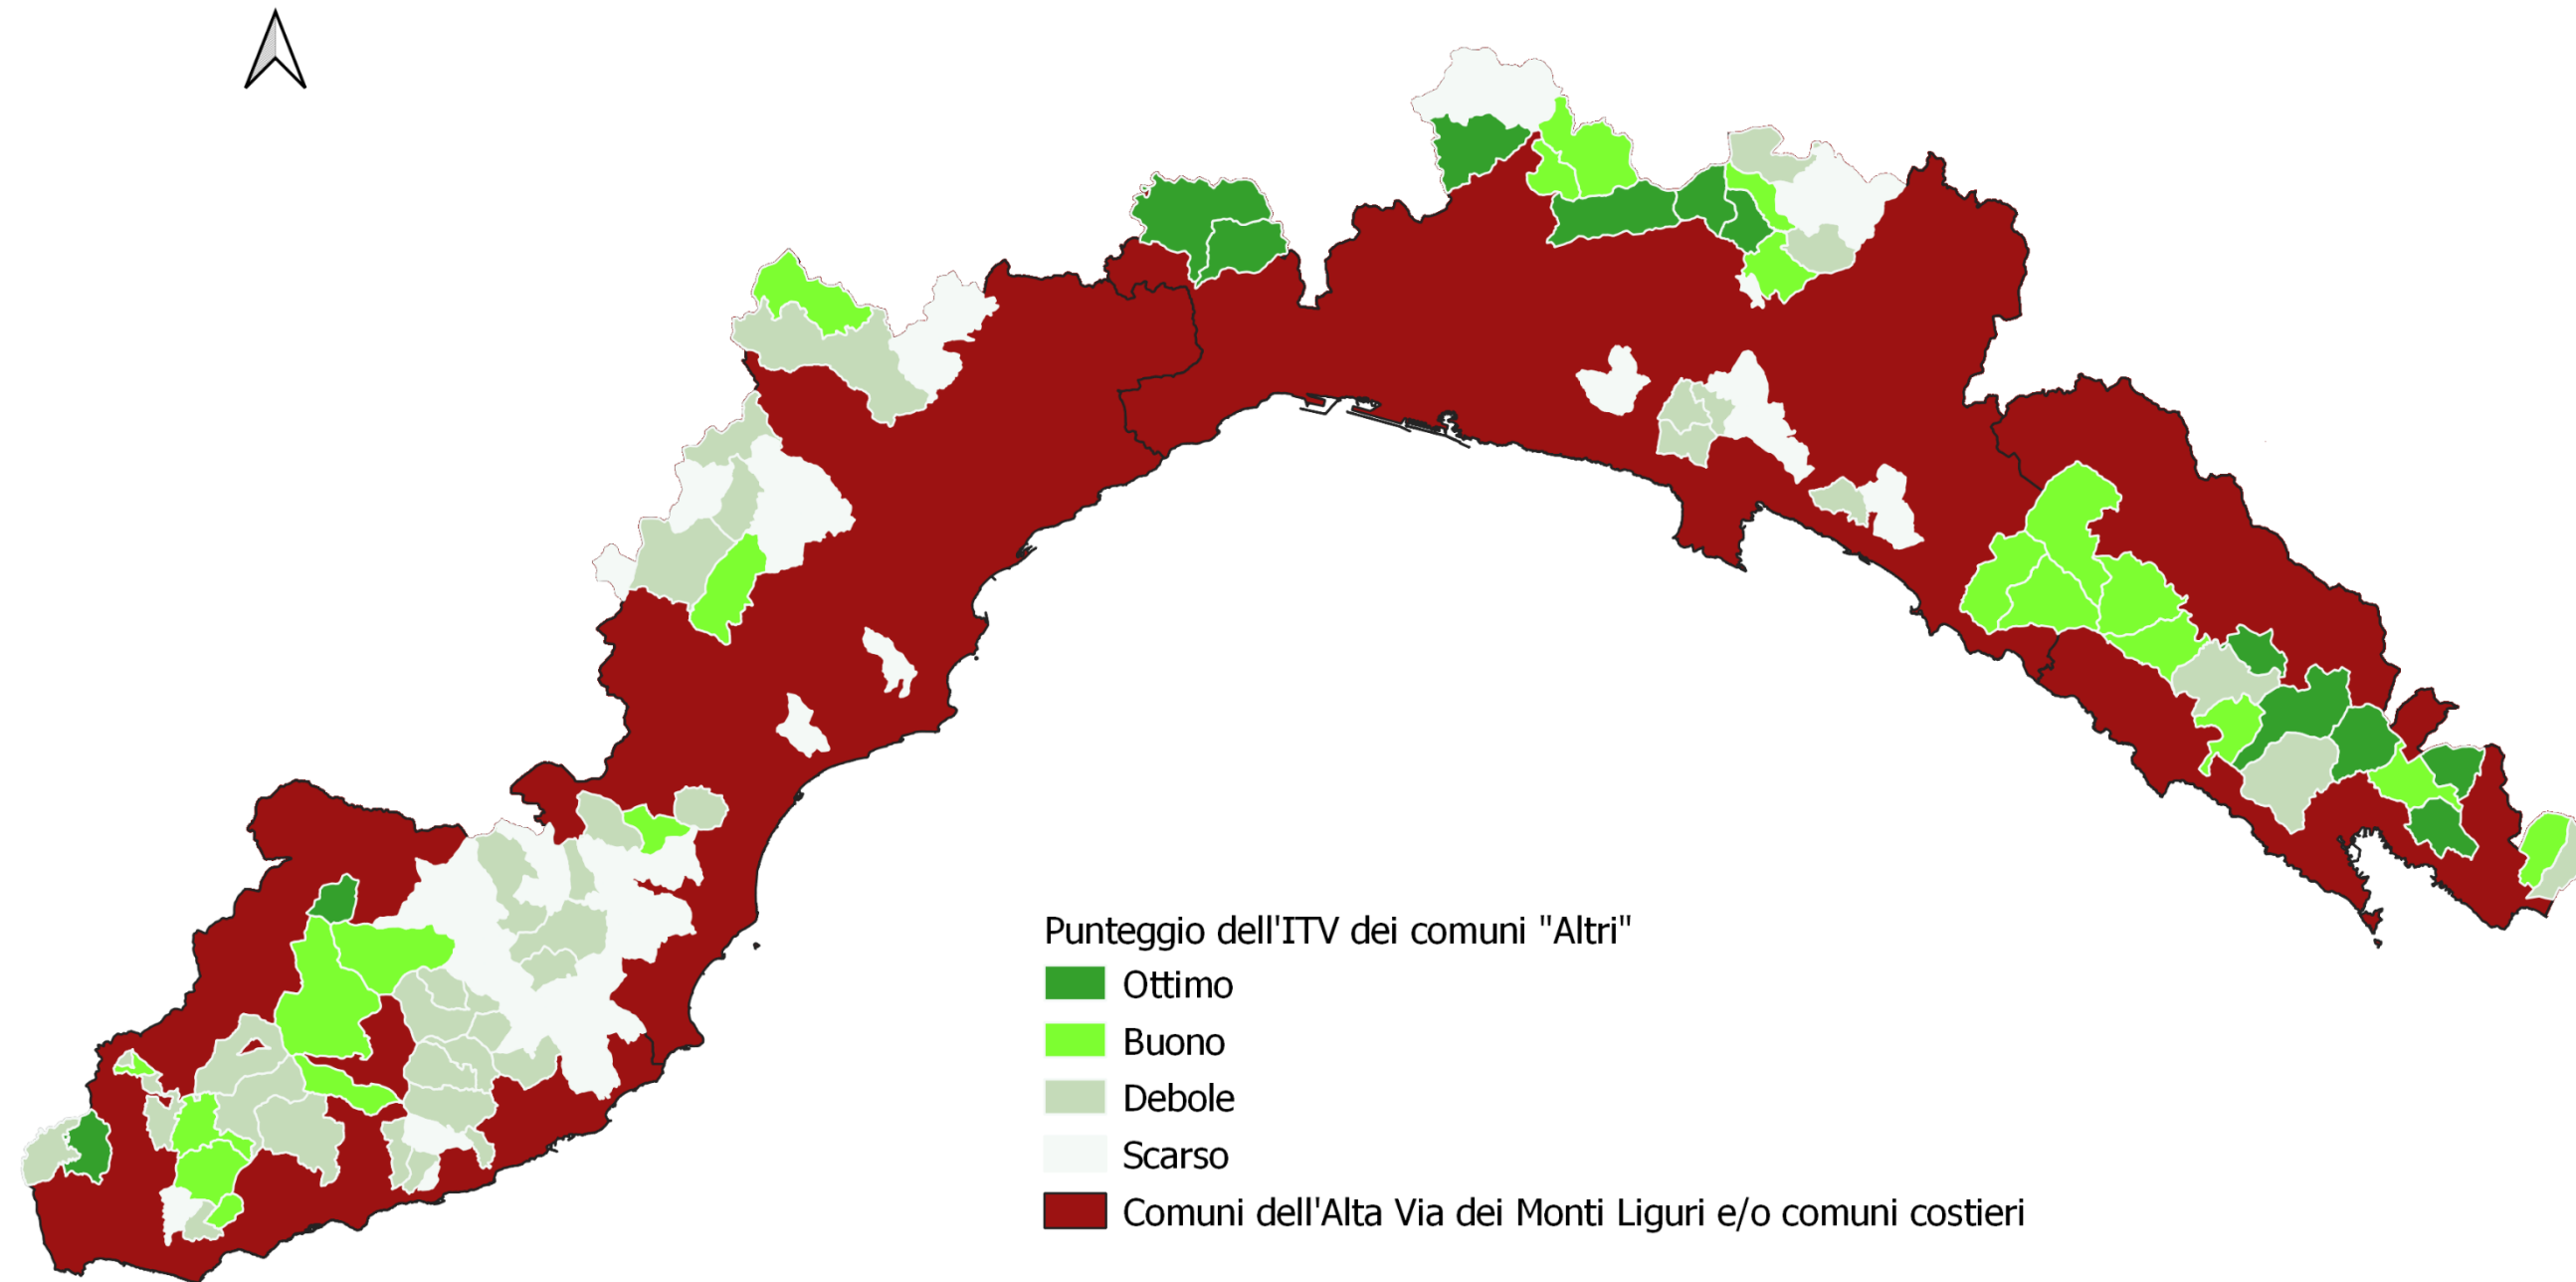 Punteggio dell'ITV dei comuni "Altri"
Ottimo
Buono
Debole
Scarso
Comuni dell'Alta Via dei Monti Liguri e/o comuni costieri